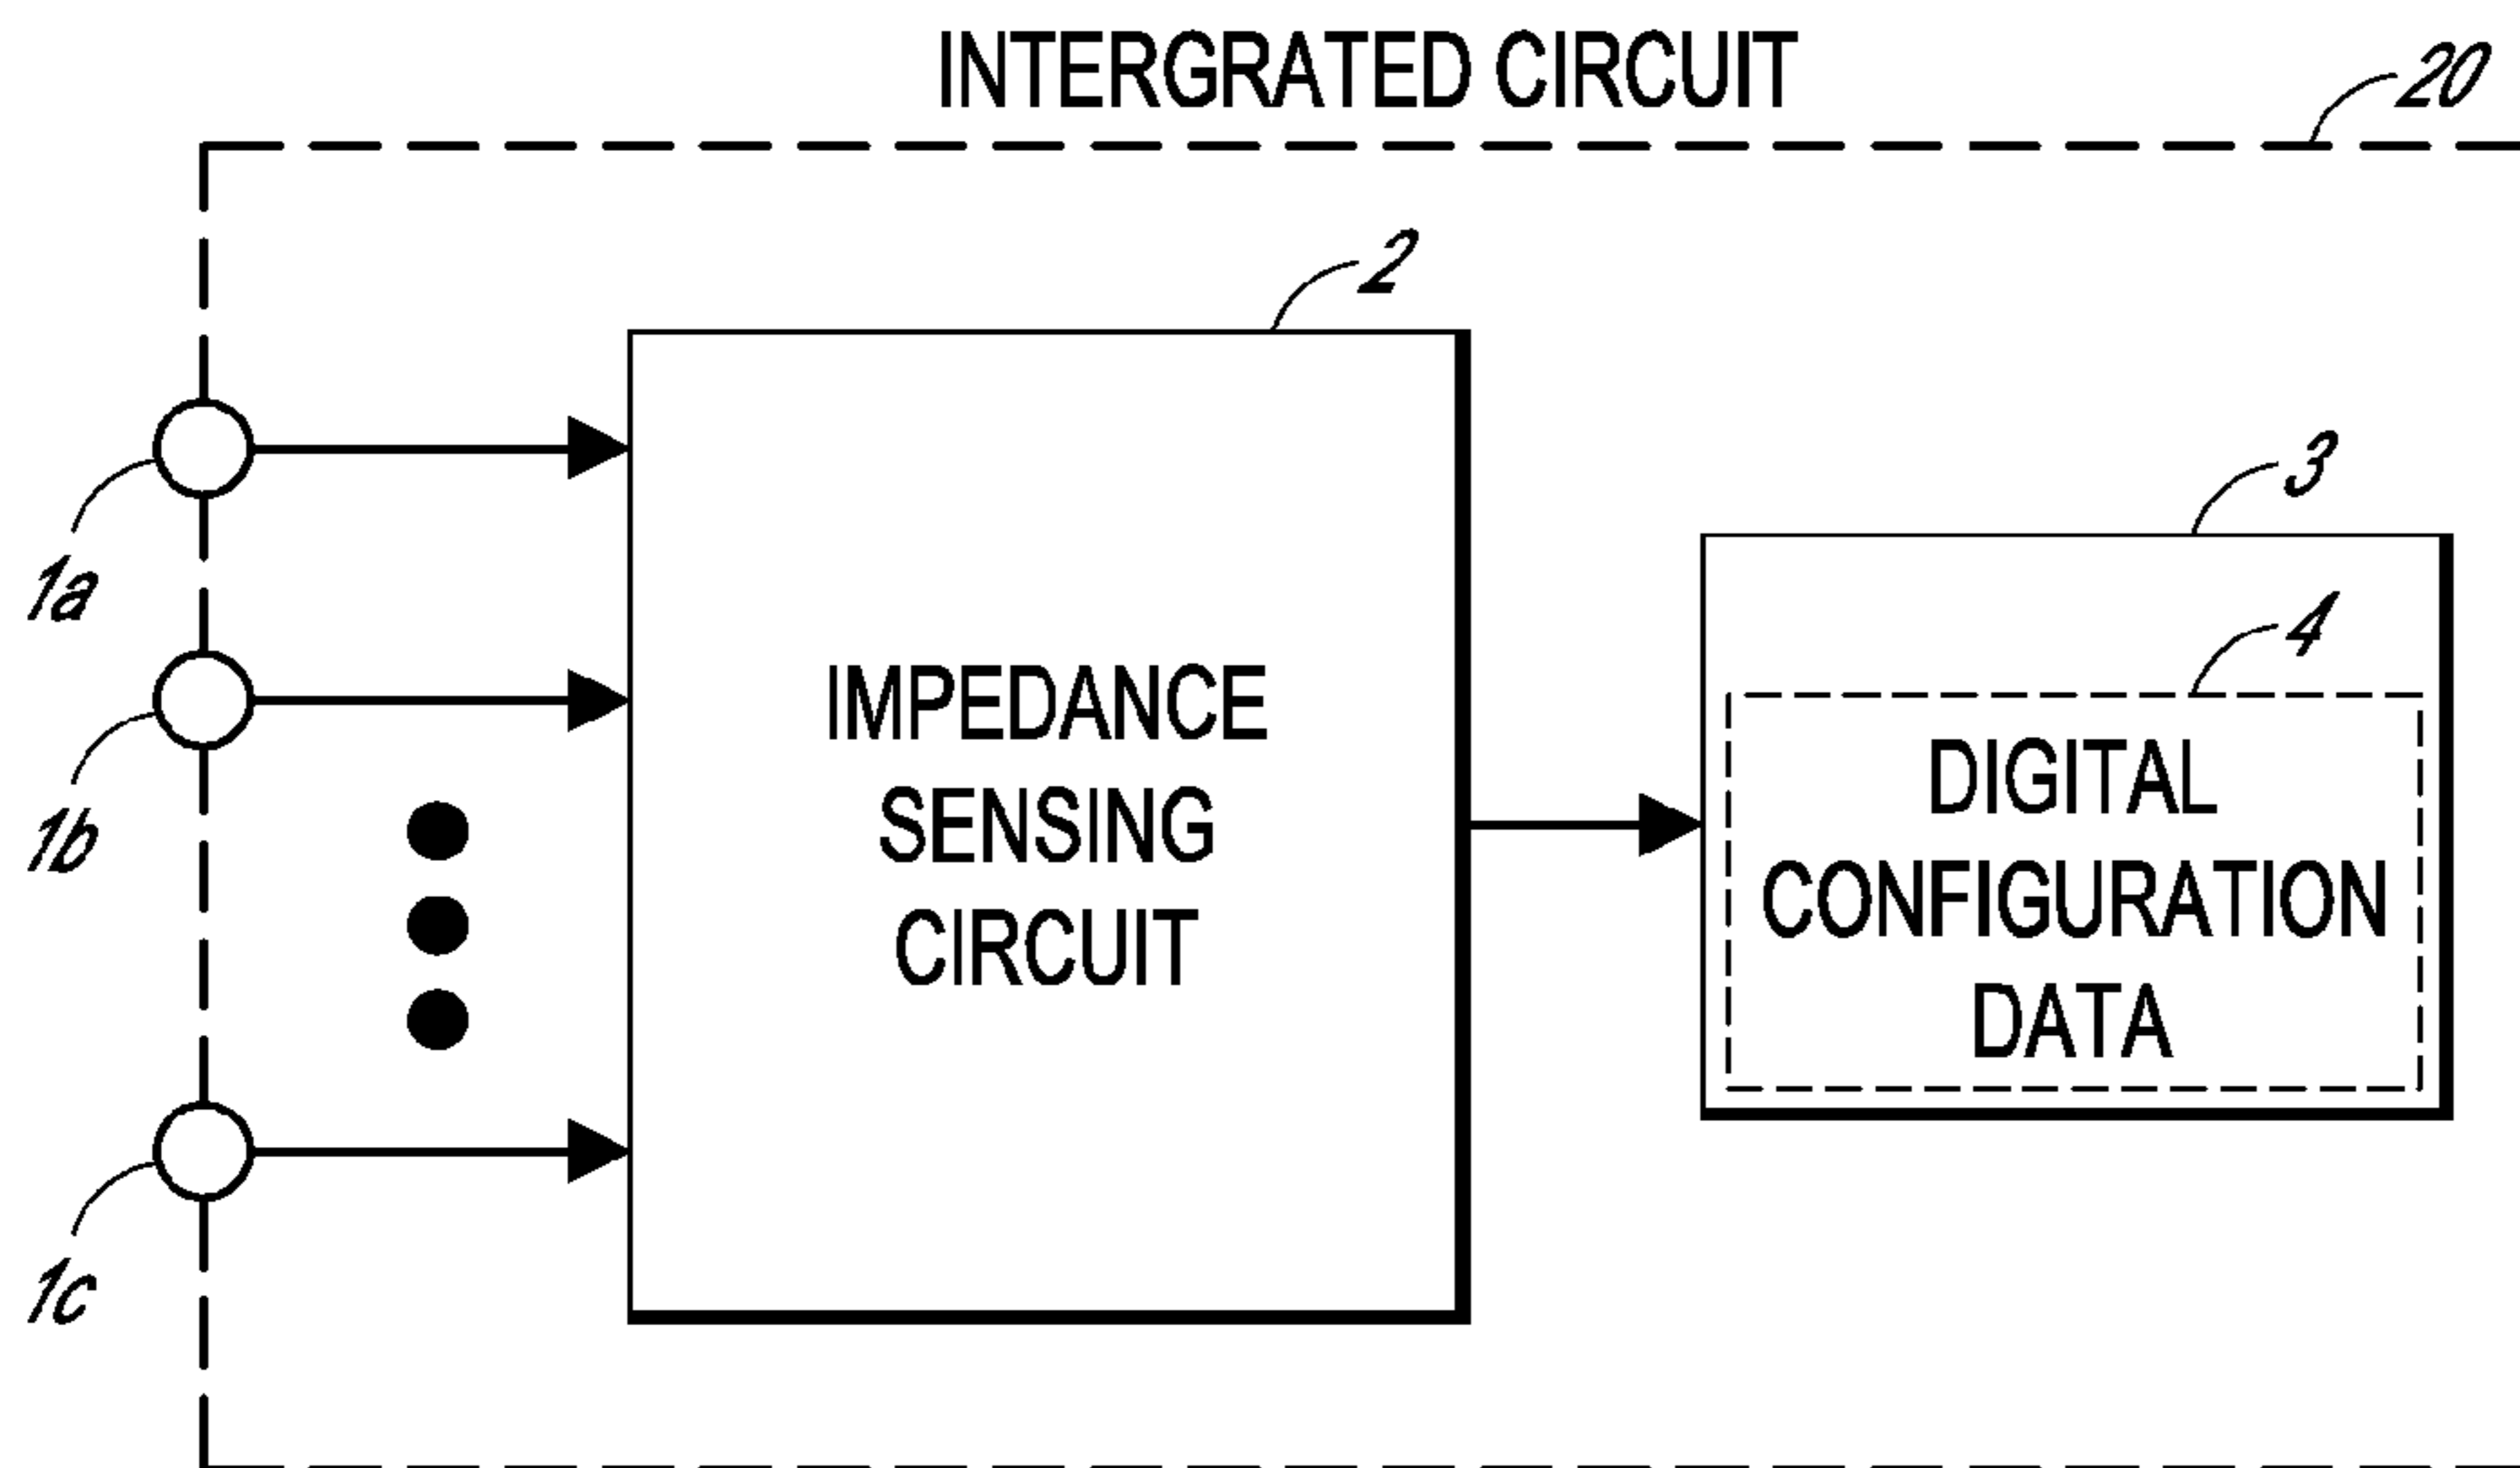 INTERGRATED CIRCUIT
20
2
3
1a
4
1b
IMPEDANCE
SENSING
CIRCUIT
DIGITAL
CONFIGURATION
DATA
1c